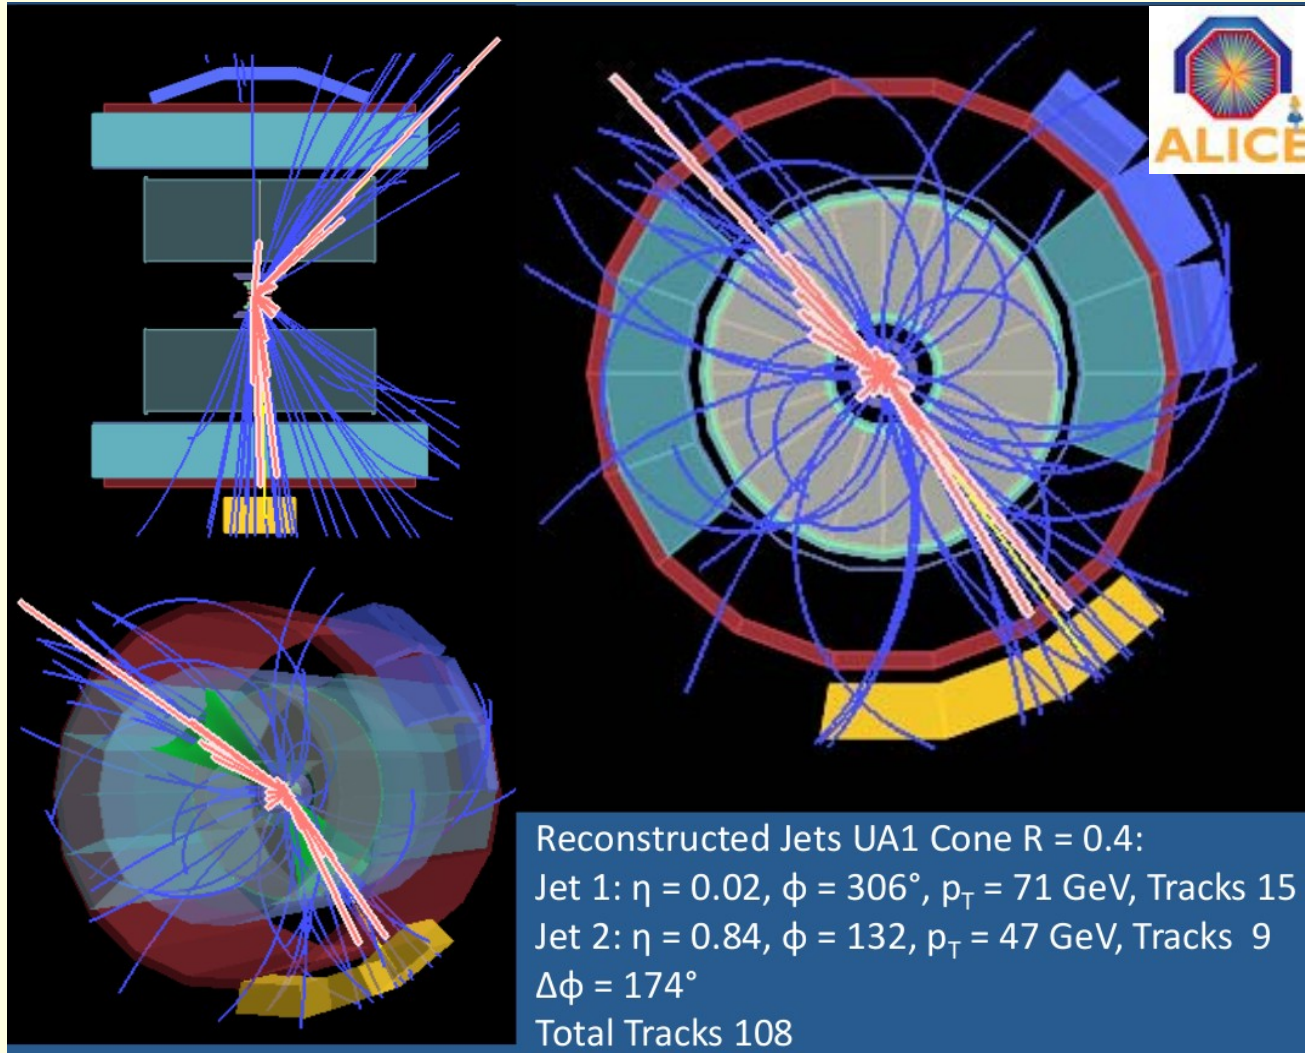 ALICE
Reconstructed Jets UA1 Cone R = 0.4:
Jet 1: η = 0.02, ϕ = 306°, pT = 71 GeV, Tracks 15
Jet 2: η = 0.84, ϕ = 132, pT = 47 GeV, Tracks  9
Δϕ = 174°
Total Tracks 108